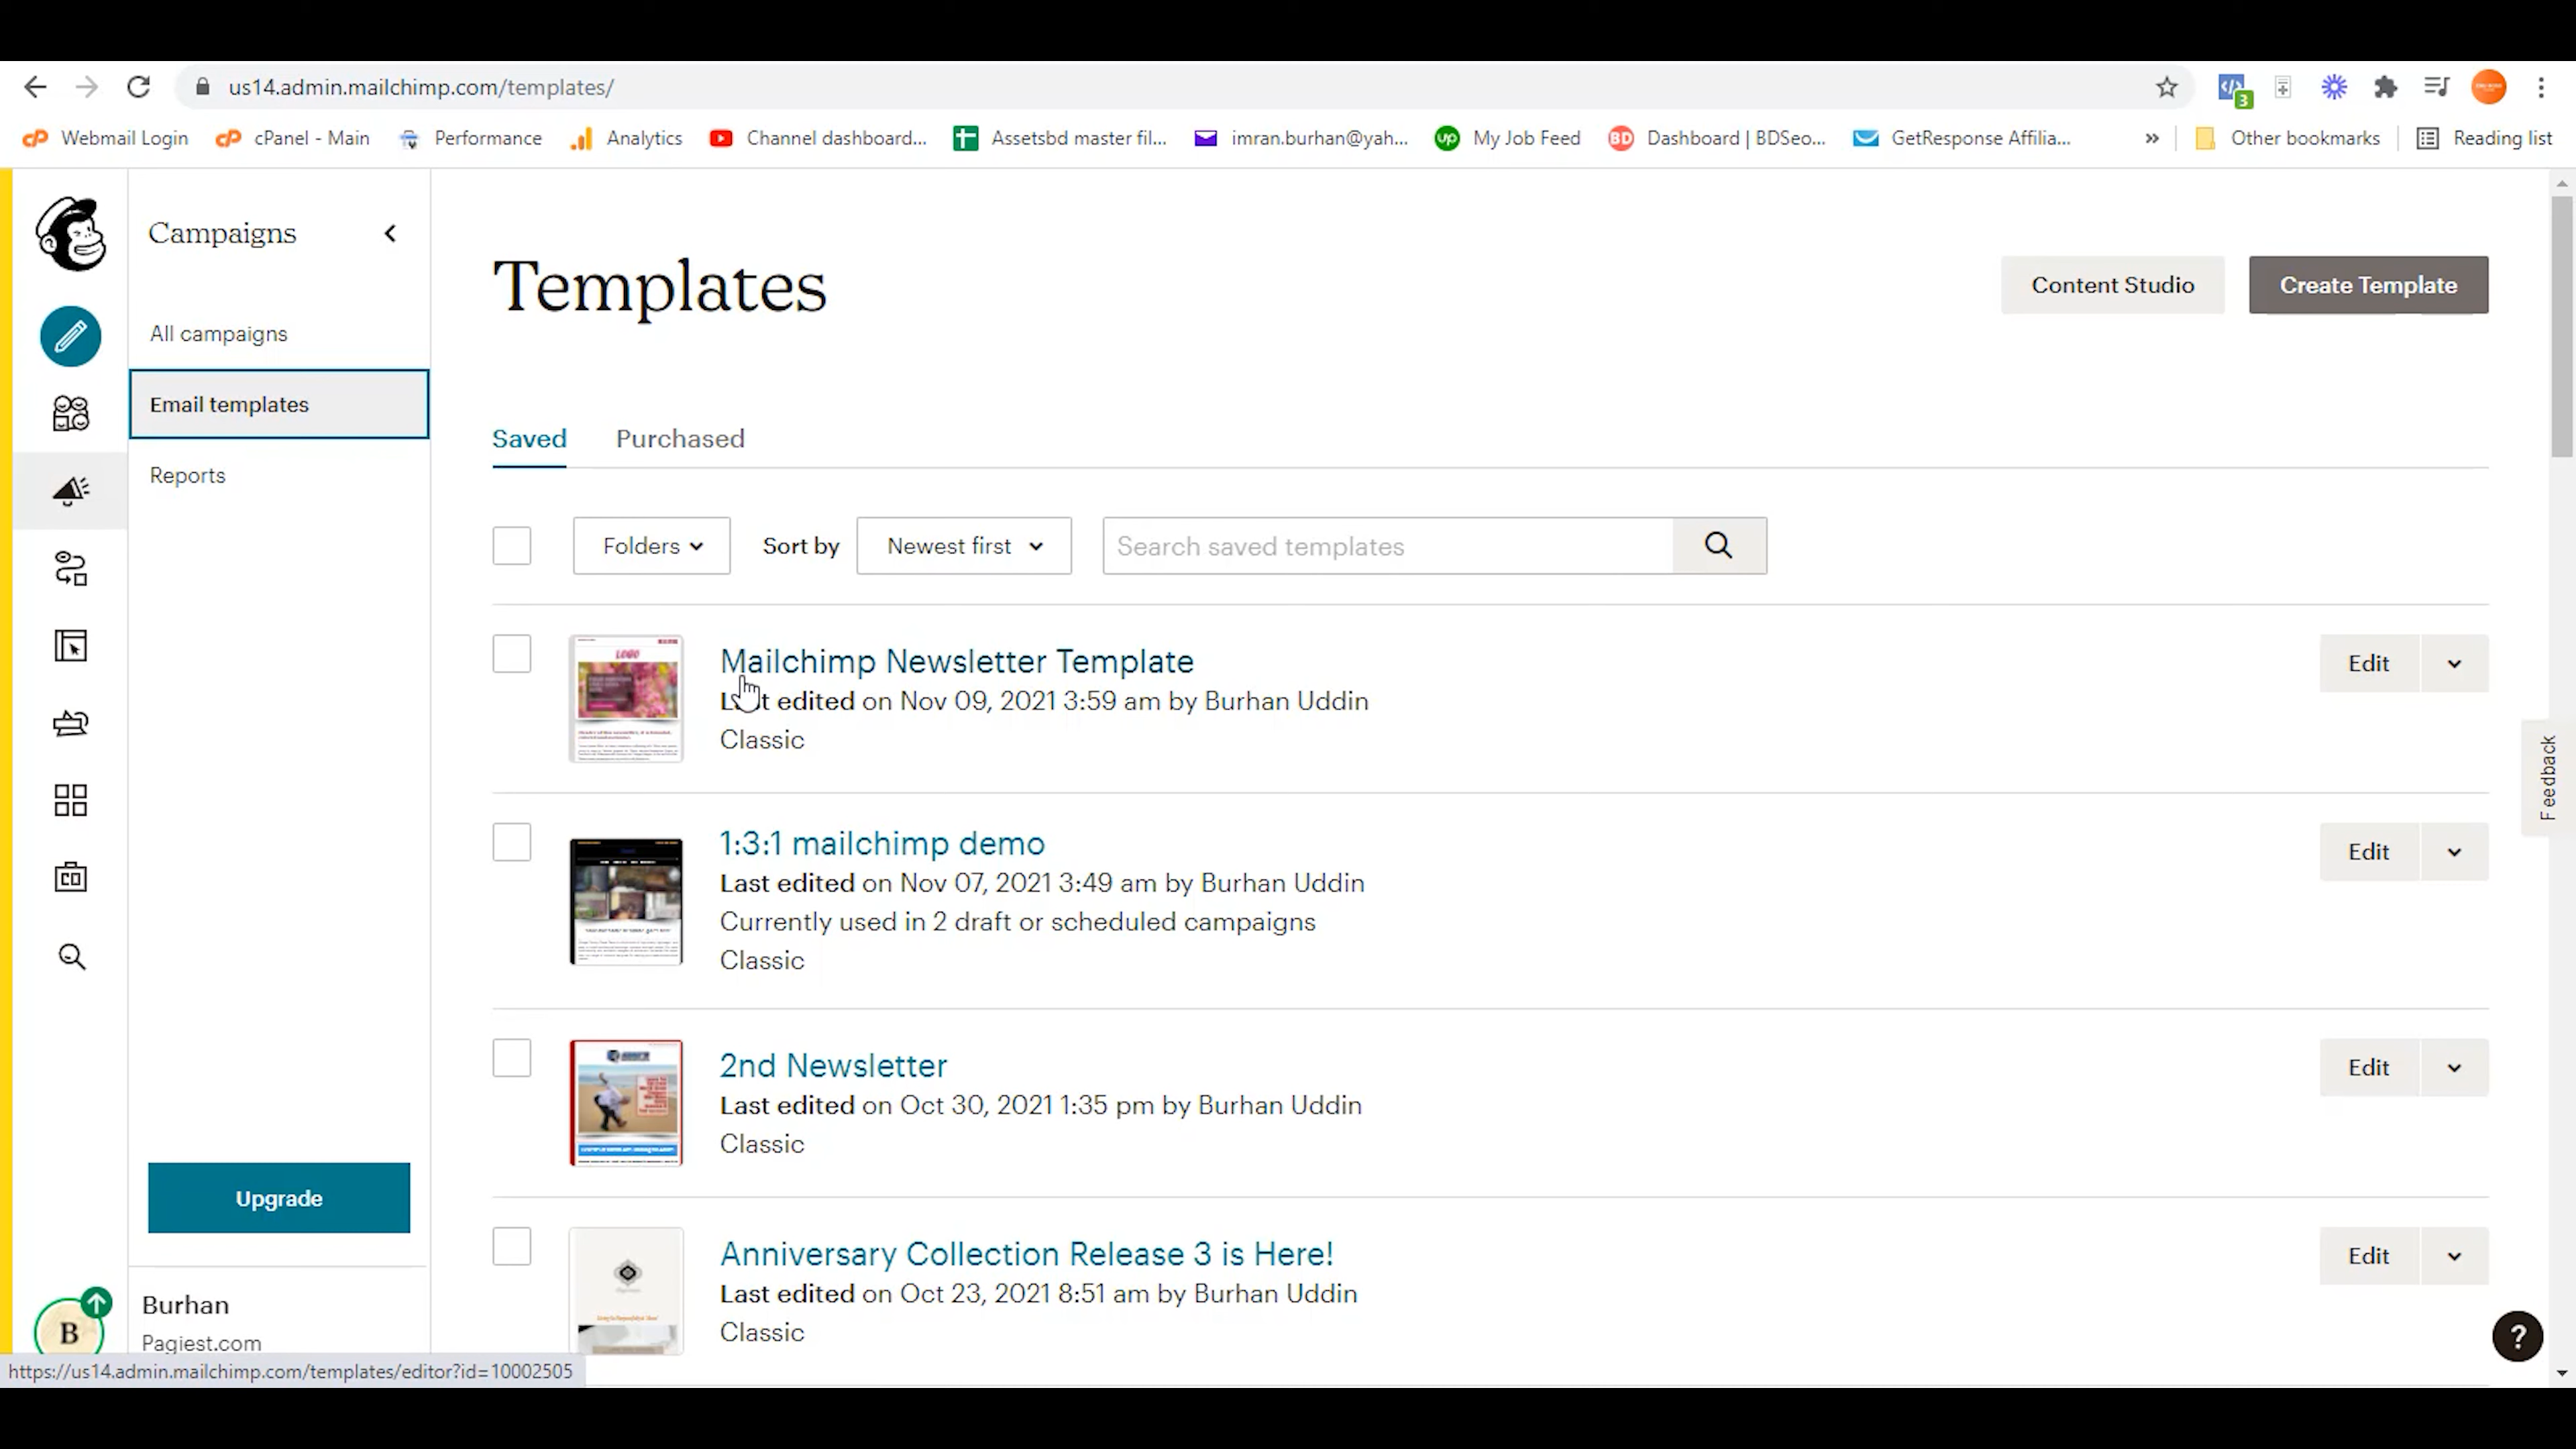 us14.admin.mailchimp.com/templates/
3
Webmail Login
cPanel - Main
Performance
Analytics
Channel dashboard...
Assetsbd master fil...
imran.burhan@yah...
up
My Job Feed
BD
Dashboard | BDSeo...
GetResponse Affilia...
»
Other bookmarks
Reading list
Campaigns
All campaigns
Email templates
Reports
Upgrade
B
Burhan
Pagiest.com
Templates
Content Studio
Create Template
Saved
Purchased
Folders
Sort by
Newest first
Search saved templates
LOGO
Mailchimp Newsletter Template
Last edited on Nov 09, 2021 3:59 am by Burhan Uddin
Classic
Edit
1:3:1 mailchimp demo
Last edited on Nov 07, 2021 3:49 am by Burhan Uddin
Currently used in 2 draft or scheduled campaigns
Classic
Edit
2nd Newsletter
Last edited on Oct 30, 2021 1:35 pm by Burhan Uddin
Classic
Edit
Anniversary Collection Release 3 is Here!
Last edited on Oct 23, 2021 8:51 am by Burhan Uddin
Classic
Edit
Feedback
?
https://us14.admin.mailchimp.com/templates/editor?id=10002505